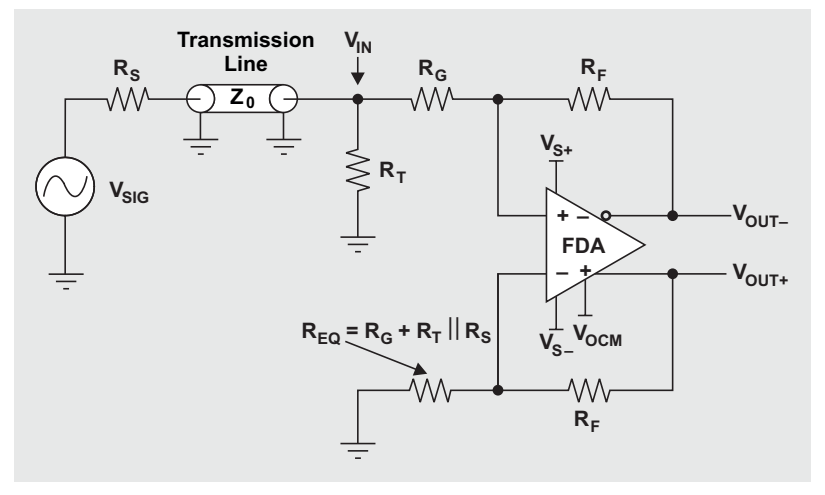 Transmission
Line
V_IN
R_S
Z_0
R_G
R_F
R_T
V_SIG
V_S+
+ − 
FDA
− +
V_OUT−
V_OUT+
V_S−
V_OCM
R_EQ = R_G + R_T || R_S
R_F